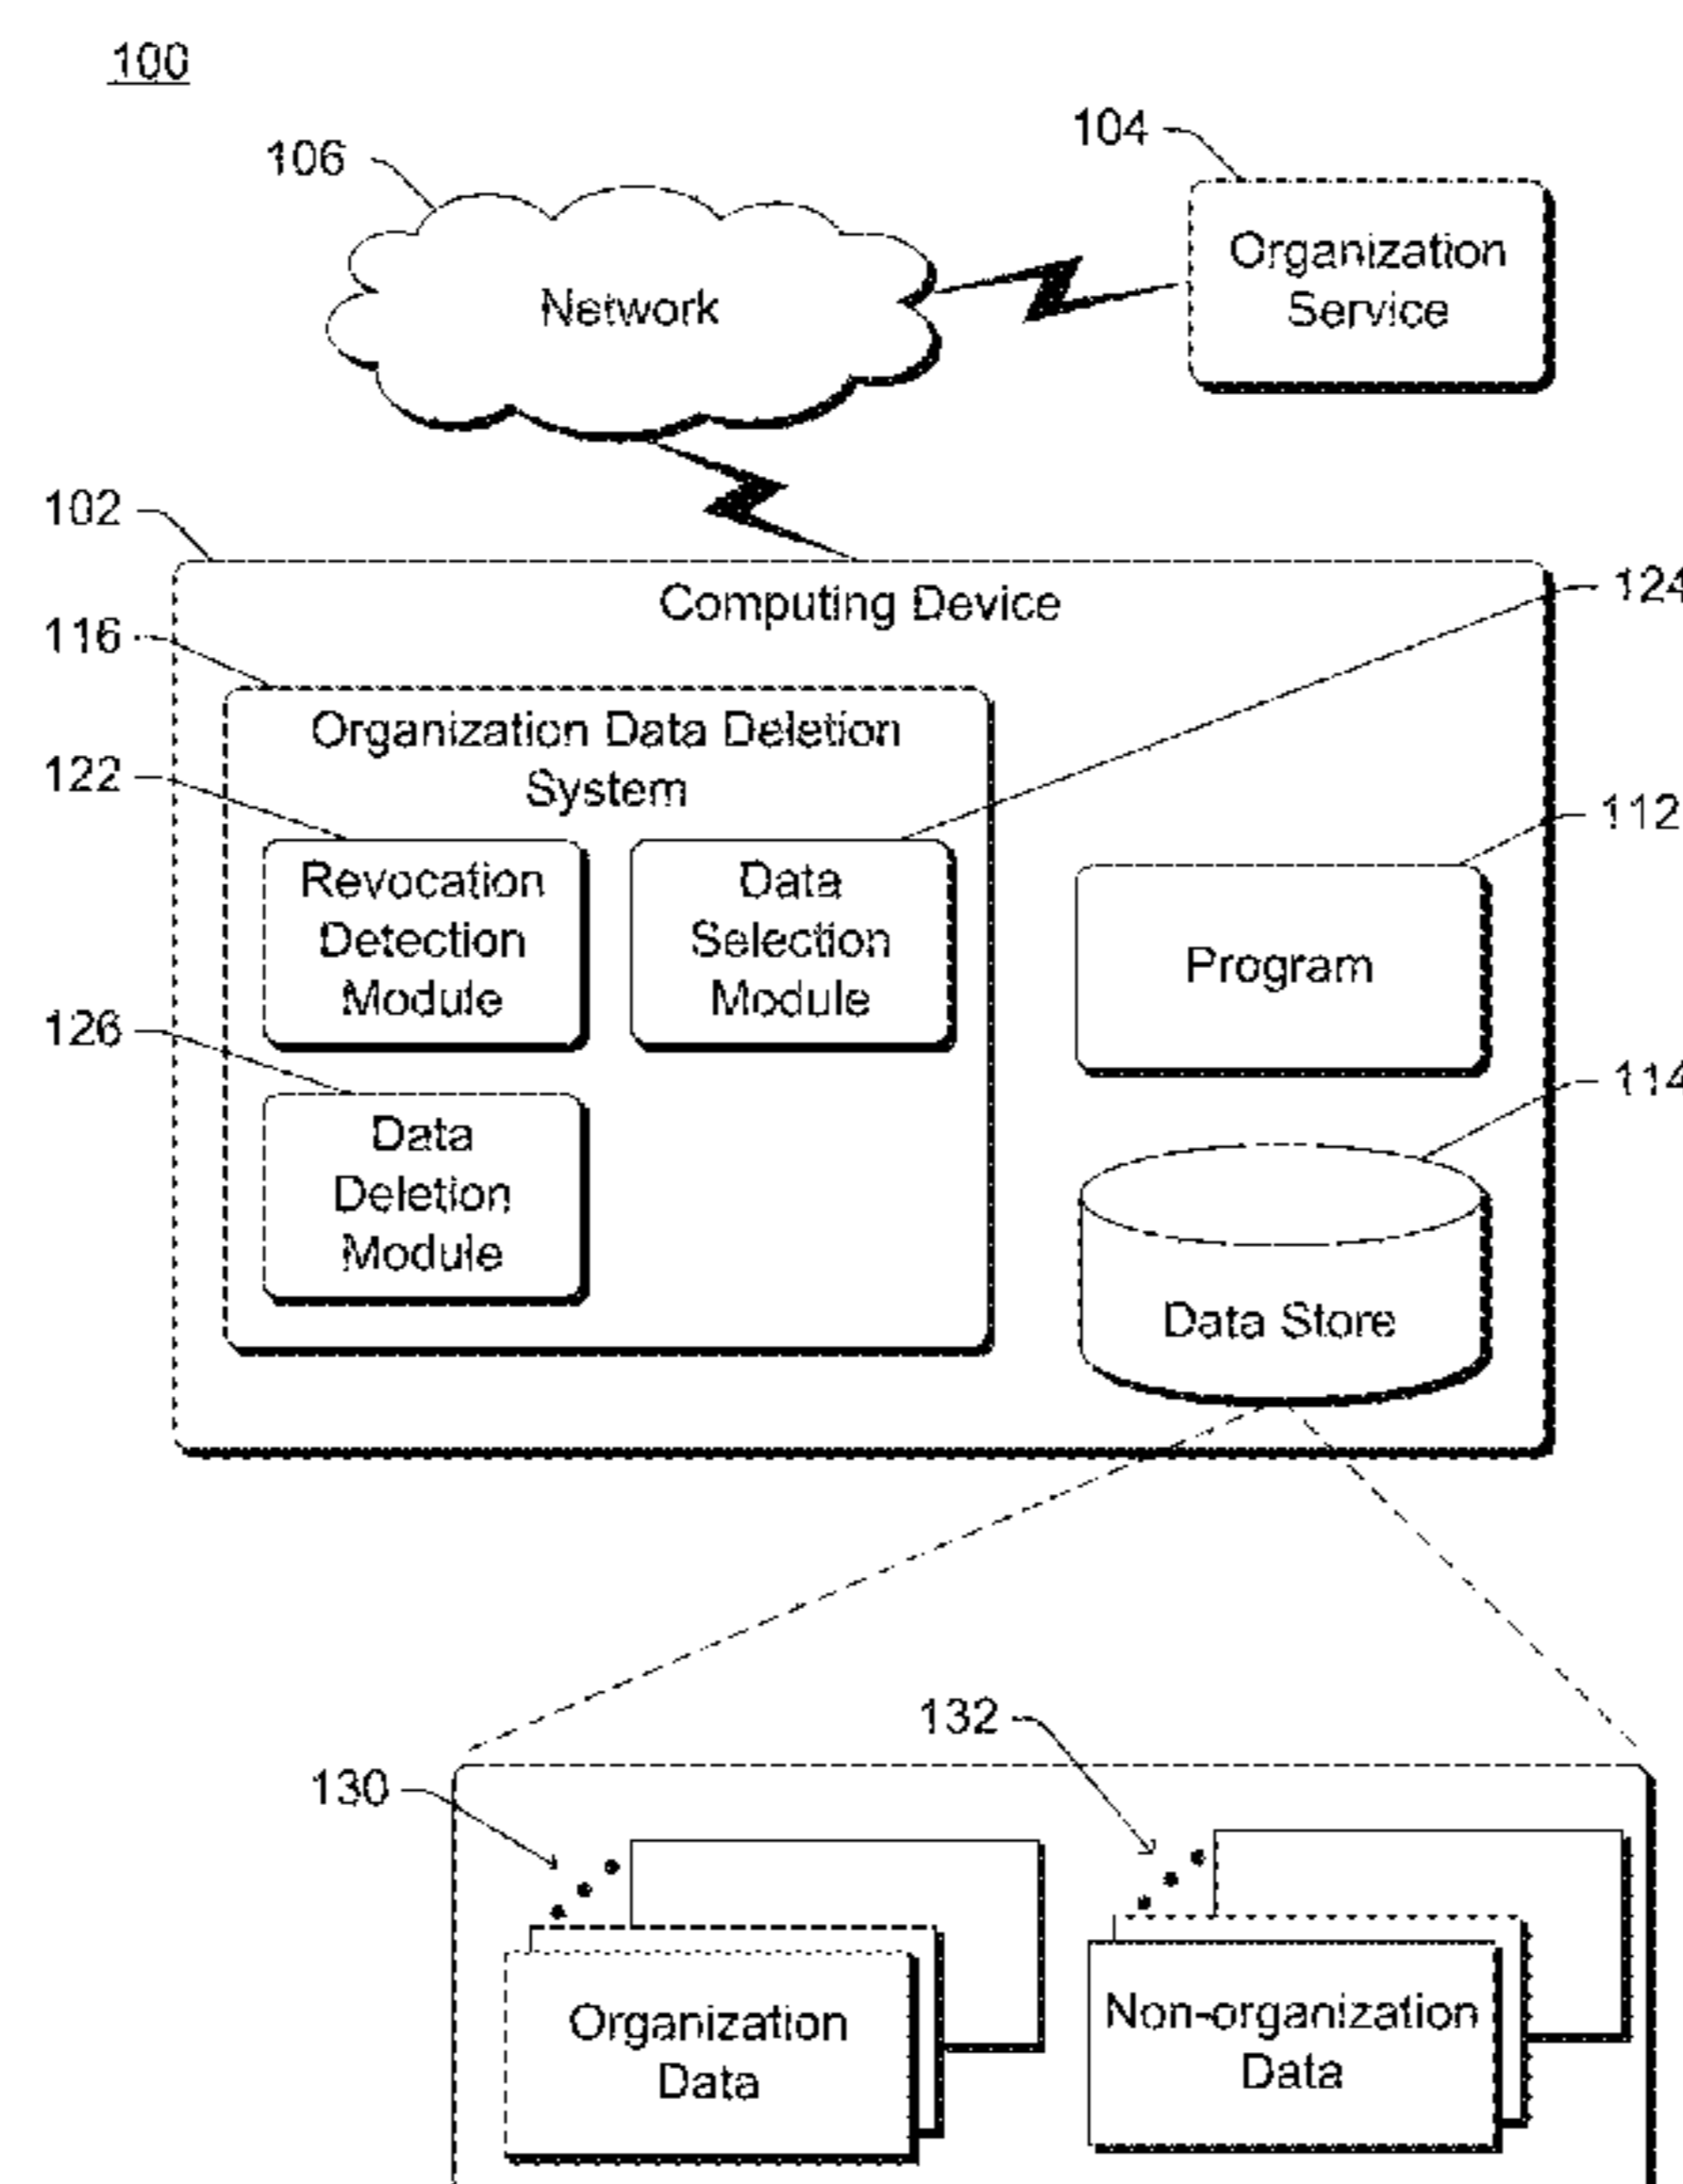 100
106
104
Network
Organization
Service
102
Computing Device
124
116
Organization Data Deletion
System
122
112
Revocation
Detection
Module
Data
Selection
Module
Program
126
114
Data
Deletion
Module
Data Store
132
130
Organization
Data
Non-organization
Data